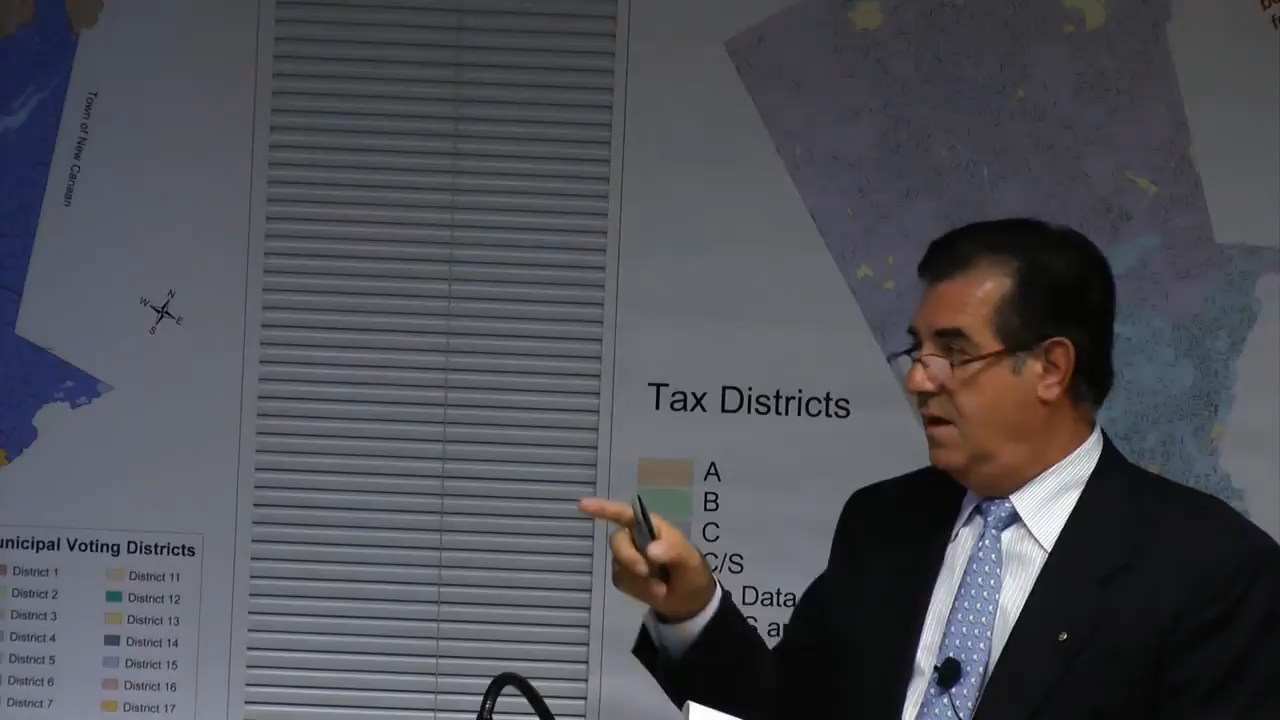 Town of New Canaan
N
W
E
S
unicipal Voting Districts
District 1
District 2
District 3
District 4
District 5
District 6
District 7
District 11
District 12
District 13
District 14
District 15
District 16
District 17
Tax Districts
A
B
C
C/S
Data